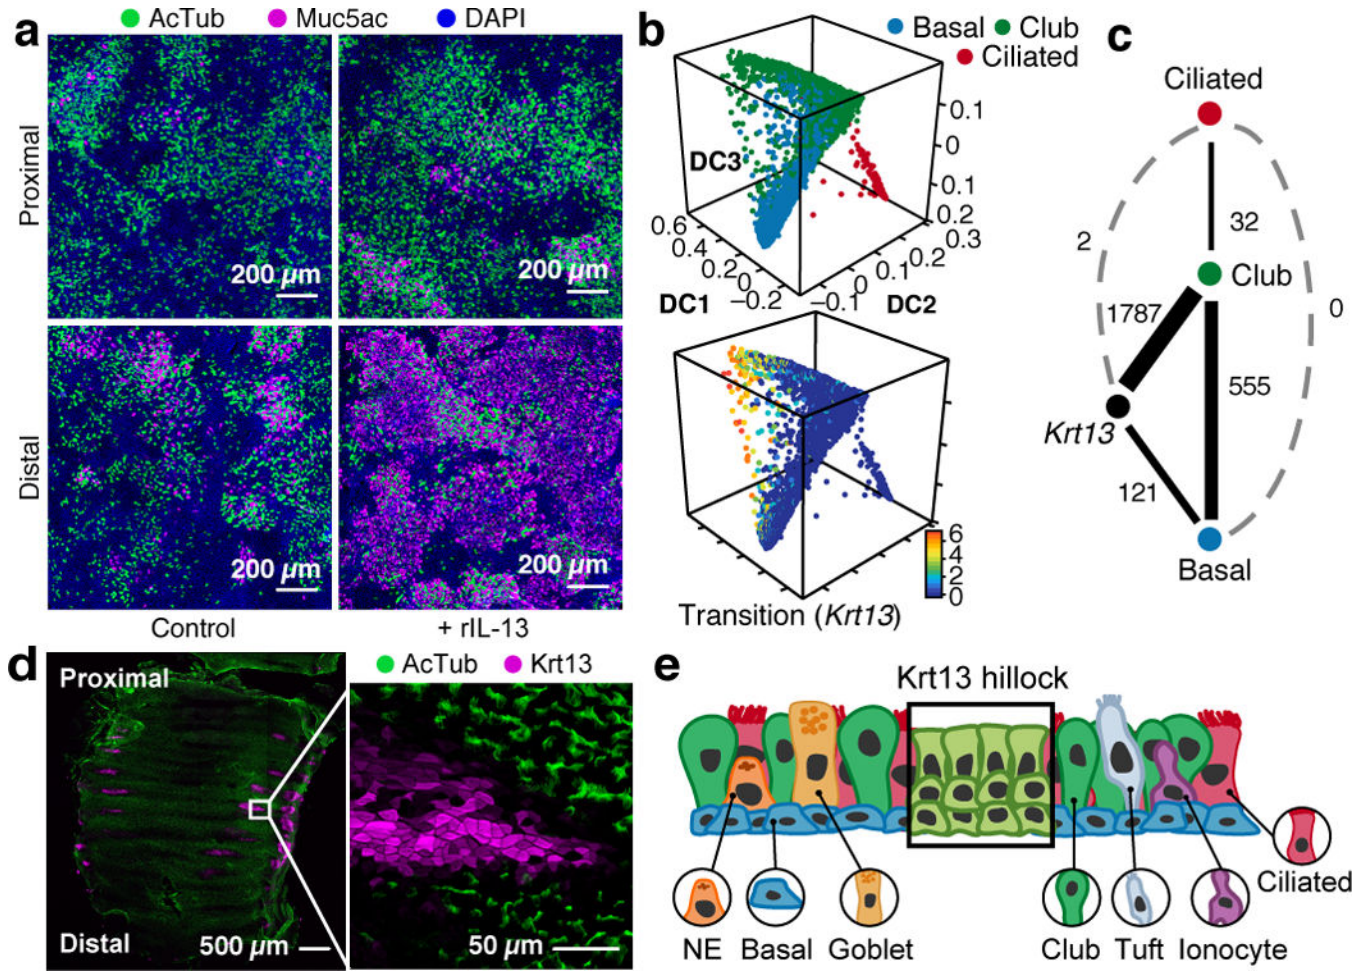 a
AcTub Muc5ac DAPI
Proximal
200 µm
200 µm
Distal
200 µm
200 µm
Control
+ rIL-13
b
Basal Club
Ciliated
DC3
0.1
0
0.1
0.2
0.6
0.4
0.2
0
−0.2
0.3
0.2
0.1
0
−0.1
DC1
DC2
6
4
2
0
Transition (Krt13)
c
Ciliated
2
32
Club
0
1787
555
Krt13
121
Basal
d
AcTub Krt13
Proximal
Distal
500 µm
50 µm
e
Krt13 hillock
Ciliated
NE Basal Goblet Club Tuft Ionocyte